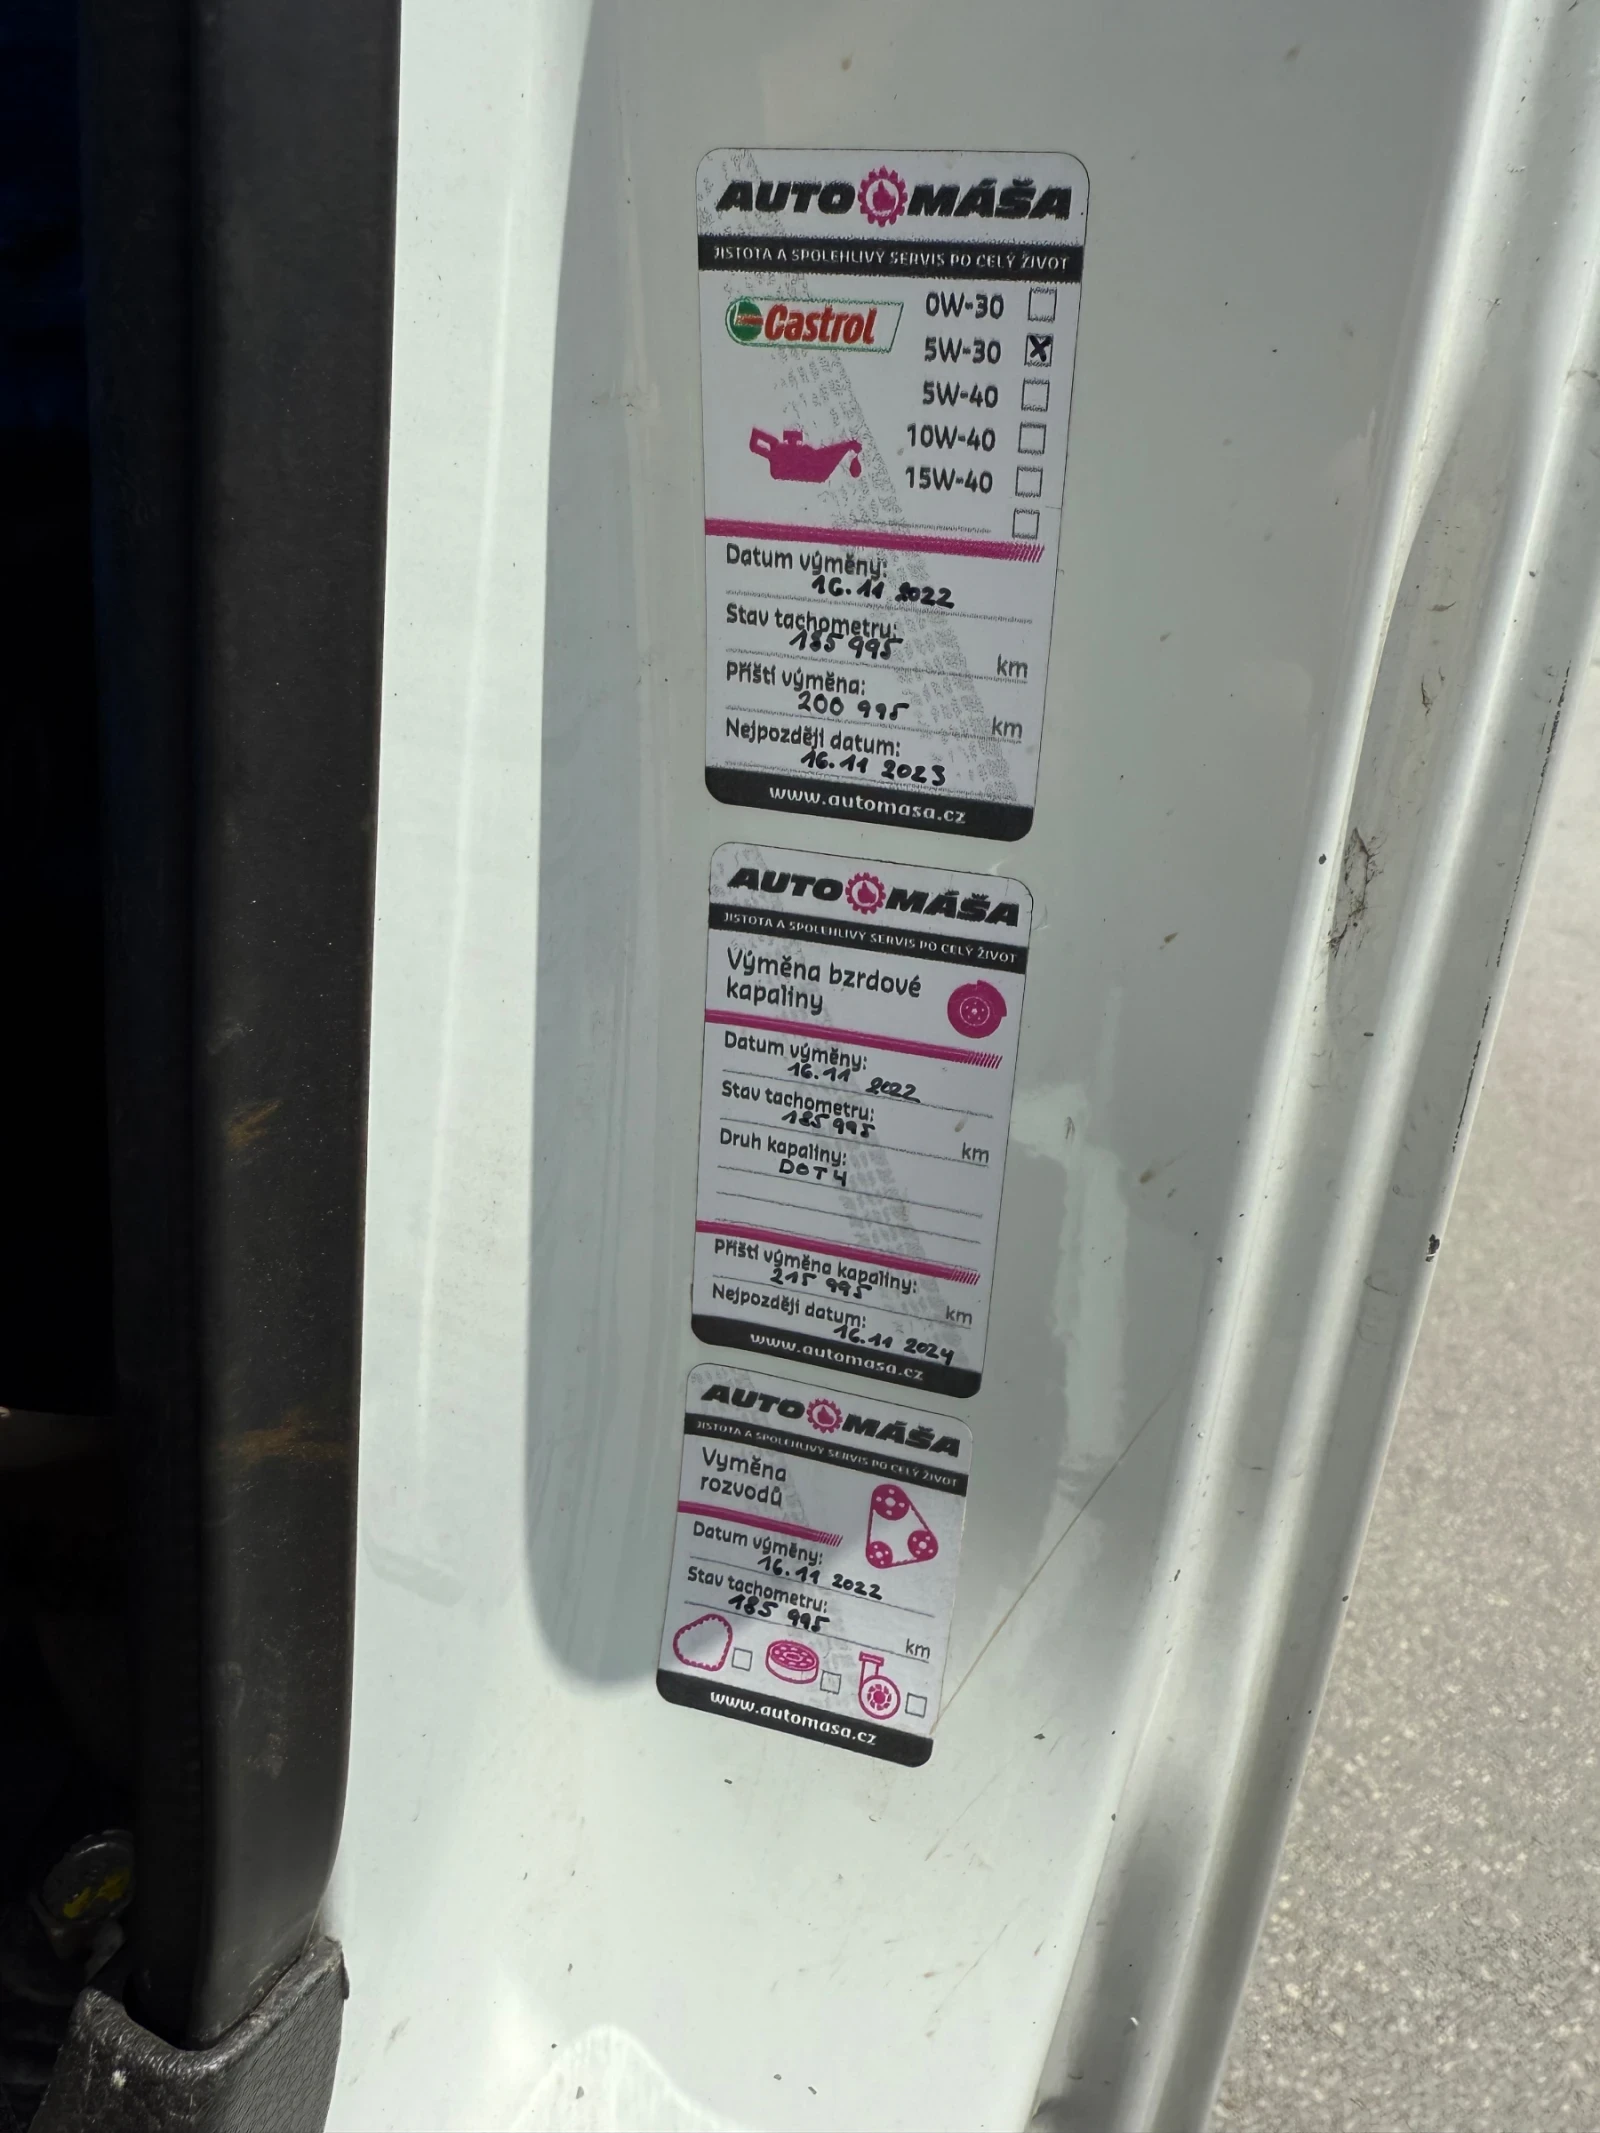 AUTO MÁŠA
JISTOTA A SPOLEHLIVÝ SERVIS PO CELÝ ŽIVOT
Castrol
0W-30
5W-30 X
5W-40
10W-40
15W-40
Datum výměny:
16.11 2022
Stav tachometru:
185 995 km
Příští výměna:
200 995 km
Nejpozději datum:
16.11 2023
www.automasa.cz
AUTO MÁŠA
JISTOTA A SPOLEHLIVÝ SERVIS PO CELÝ ŽIVOT
Výměna bzrdové
kapaliny
Datum výměny:
16.11 2022
Stav tachometru:
185 995 km
Druh kapaliny:
DOT4
Příští výměna kapaliny:
215 995 km
Nejpozději datum:
16.11 2024
www.automasa.cz
AUTO MÁŠA
JISTOTA A SPOLEHLIVÝ SERVIS PO CELÝ ŽIVOT
Vyměna
rozvodů
Datum výměny:
16.11 2022
Stav tachometru:
185 995 km
www.automasa.cz